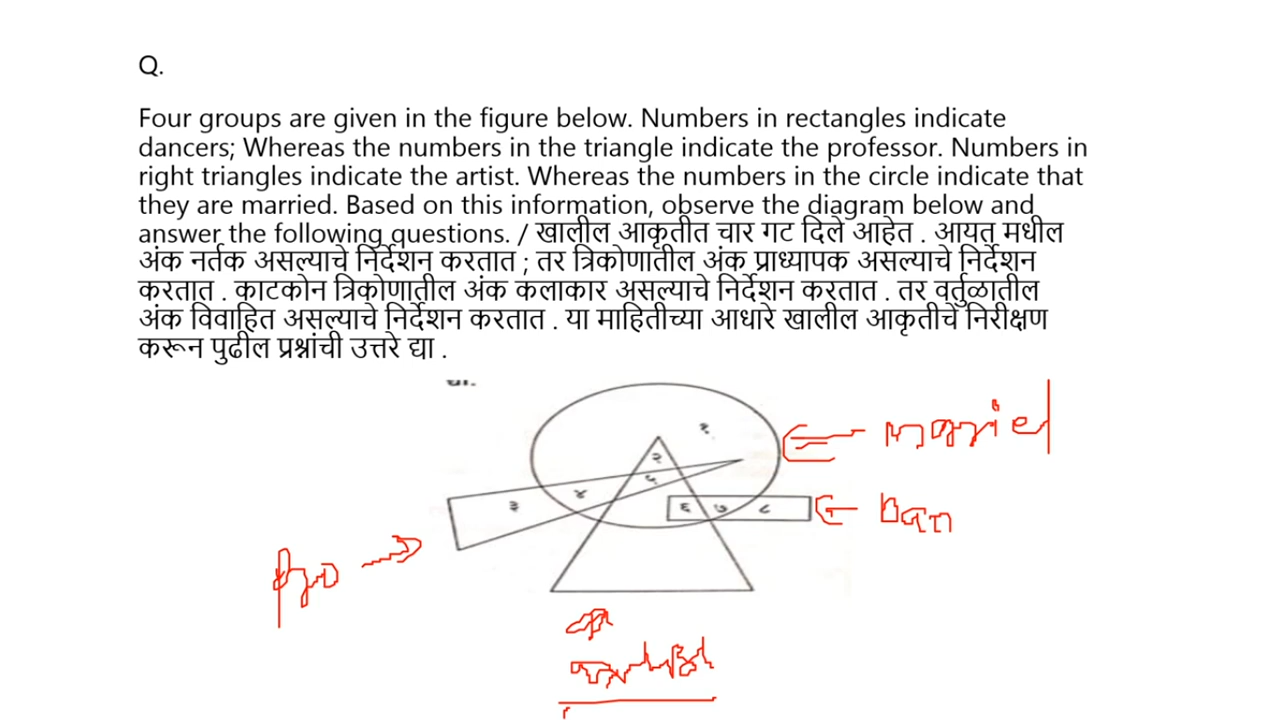 Q.
Four groups are given in the figure below. Numbers in rectangles indicate
dancers; Whereas the numbers in the triangle indicate the professor. Numbers in
right triangles indicate the artist. Whereas the numbers in the circle indicate that
they are married. Based on this information, observe the diagram below and
answer the following questions. / खालील आकृतीत चार गट दिले आहेत . आयत मधील
अंक नर्तक असल्याचे निर्देशन करतात ; तर त्रिकोणातील अंक प्राध्यापक असल्याचे निर्देशन
करतात . काटकोन त्रिकोणातील अंक कलाकार असल्याचे निर्देशन करतात . तर वर्तुळातील
अंक विवाहित असल्याचे निर्देशन करतात . या माहितीच्या आधारे खालील आकृतीचे निरीक्षण
करून पुढील प्रश्नांची उत्तरे द्या .
१
married
२
५
३ ४
६ ७ ८
pro